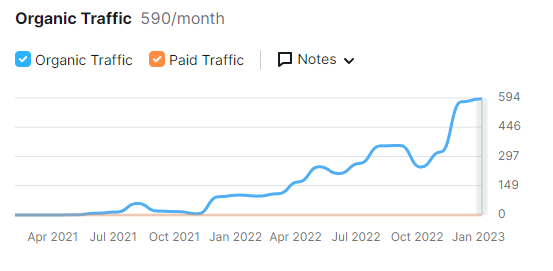 Organic Traffic 590/month
Organic Traffic Paid Traffic Notes
594
446
297
149
0
Apr 2021 Jul 2021 Oct 2021 Jan 2022 Apr 2022 Jul 2022 Oct 2022 Jan 2023